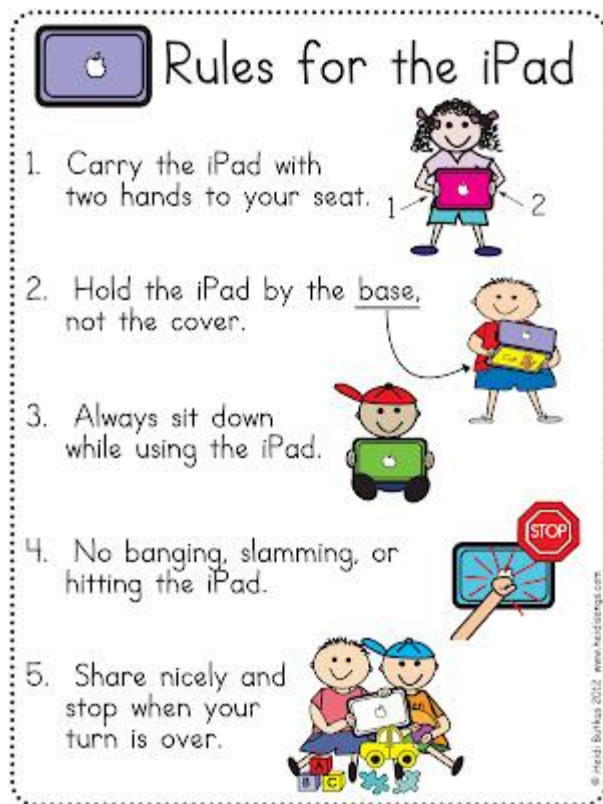 Rules for the iPad
1. Carry the iPad with
two hands to your seat.
1 2
2. Hold the iPad by the base,
not the cover.
3. Always sit down
while using the iPad.
4. No banging, slamming, or
hitting the iPad.
STOP
5. Share nicely and
stop when your
turn is over.
A
B C
© Heidi Butkus 2012 www.heidisongs.com